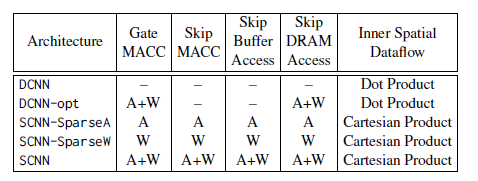 Architecture Gate MACC Skip MACC Skip Buffer Access Skip DRAM Access Inner Spatial Dataflow
DCNN – – – – Dot Product
DCNN-opt A+W – – A+W Dot Product
SCNN-SparseA A A A A Cartesian Product
SCNN-SparseW W W W W Cartesian Product
SCNN A+W A+W A+W A+W Cartesian Product